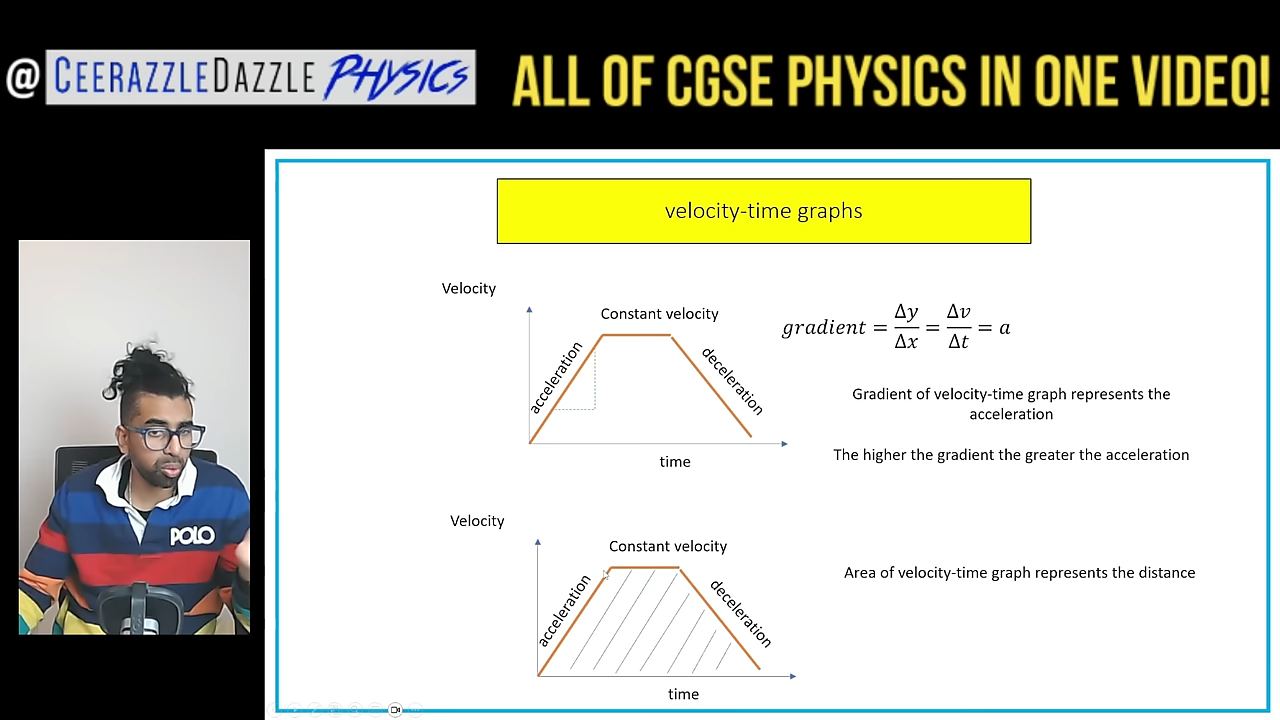 @ CEERAZZLEDAZZLE PHYSICS
ALL OF CGSE PHYSICS IN ONE VIDEO!
velocity-time graphs
Velocity
Constant velocity
acceleration
deceleration
time
gradient = Δy/Δx = Δv/Δt = a
Gradient of velocity-time graph represents the
acceleration
The higher the gradient the greater the acceleration
Velocity
Constant velocity
acceleration
deceleration
time
Area of velocity-time graph represents the distance
POLO